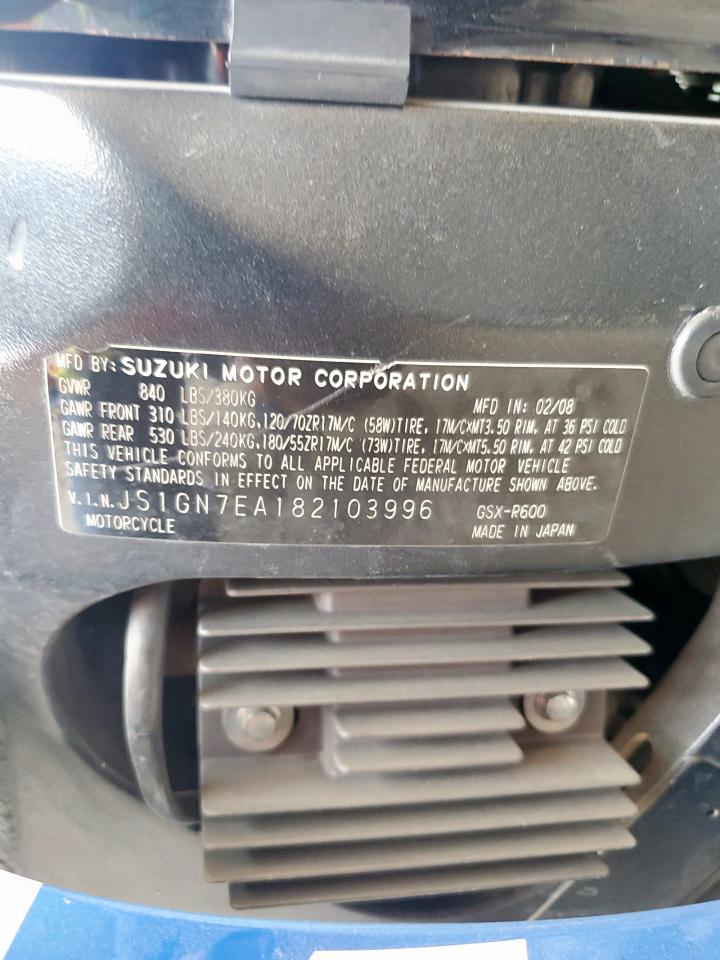 MFD BY: SUZUKI MOTOR CORPORATION
GVWR 840 LBS/380KG MFD IN: 02/08
GAWR FRONT 310 LBS/140KG,120/70ZR17M/C (58W)TIRE, 17M/CXMT3.50 RIM, AT 36 PSI COLD
GAWR REAR 530 LBS/240KG,180/55ZR17M/C (73W)TIRE, 17M/CXMT5.50 RIM, AT 42 PSI COLD
THIS VEHICLE CONFORMS TO ALL APPLICABLE FEDERAL MOTOR VEHICLE
SAFETY STANDARDS IN EFFECT ON THE DATE OF MANUFACTURE SHOWN ABOVE.
V.I.N. JS1GN7EA182103996 GSX-R600
MOTORCYCLE MADE IN JAPAN